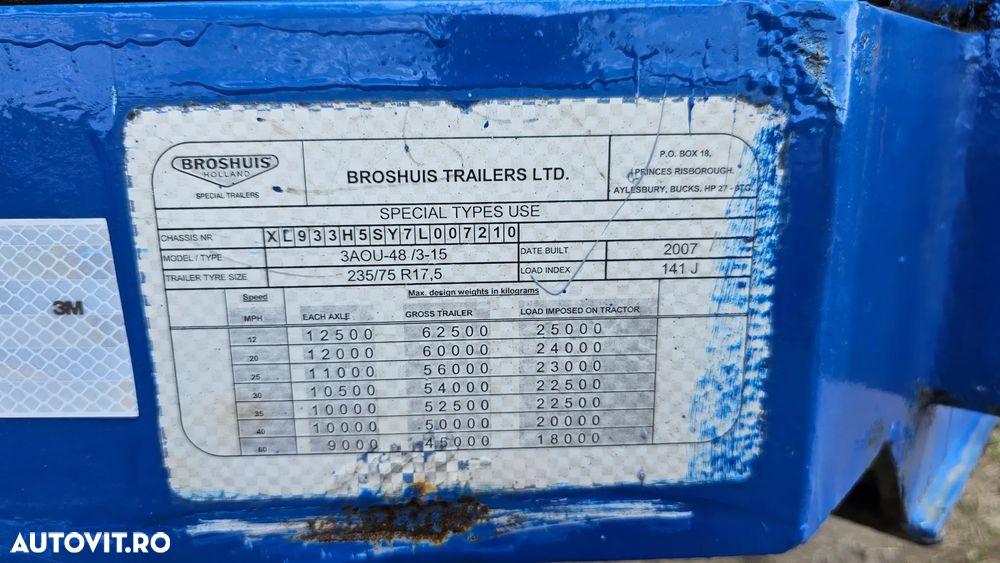 BROSHUIS
HOLLAND
SPECIAL TRAILERS
BROSHUIS TRAILERS LTD.
P.O. BOX 18,
PRINCES RISBOROUGH.
AYLESBURY, BUCKS. HP 27 -
SPECIAL TYPES USE
CHASSIS NR XL933H5SY7L007210
MODEL / TYPE 3AOU-48 /3-15 DATE BUILT 2007
TRAILER TYRE SIZE 235/75 R17,5 LOAD INDEX 141 J
Speed Max. design weights in kilograms
MPH EACH AXLE GROSS TRAILER LOAD IMPOSED ON TRACTOR
12 12500 62500 25000
20 12000 60000 24000
25 11000 56000 23000
30 10500 54000 22500
35 10000 52500 22500
40 10000 50000 20000
60 9000 45000 18000
3M
AUTOVIT.RO